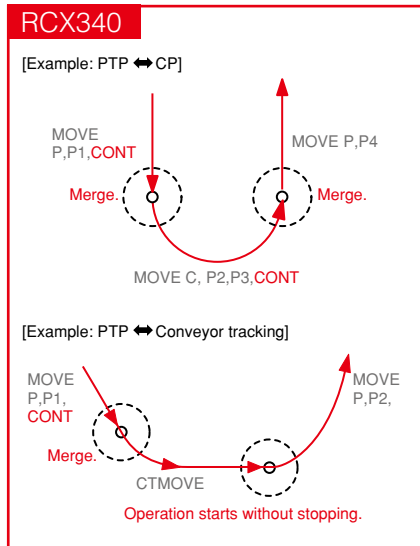 RCX340
[Example: PTP ⬌ CP]
MOVE
P,P1,CONT
MOVE P,P4
Merge.
Merge.
MOVE C, P2,P3,CONT
[Example: PTP ⬌ Conveyor tracking]
MOVE
P,P1,
CONT
MOVE
P,P2,
Merge.
CTMOVE
Operation starts without stopping.